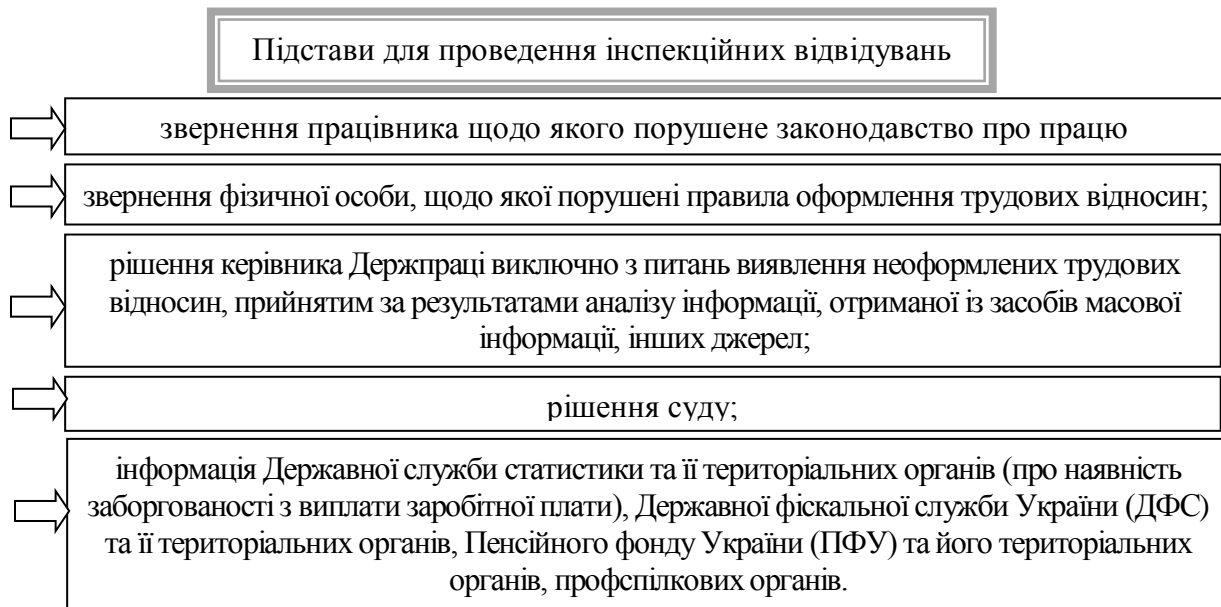 Підстави для проведення інспекційних відвідувань
звернення працівника щодо якого порушене законодавство про працю
звернення фізичної особи, щодо якої порушені правила оформлення трудових відносин;
рішення керівника Держпраці виключно з питань виявлення неоформлених трудових
відносин, прийнятим за результатами аналізу інформації, отриманої із засобів масової
інформації, інших джерел;
рішення суду;
інформація Державної служби статистики та її територіальних органів (про наявність
заборгованості з виплати заробітної плати), Державної фіскальної служби України (ДФС)
та її територіальних органів, Пенсійного фонду України (ПФУ) та його територіальних
органів, профспілкових органів.